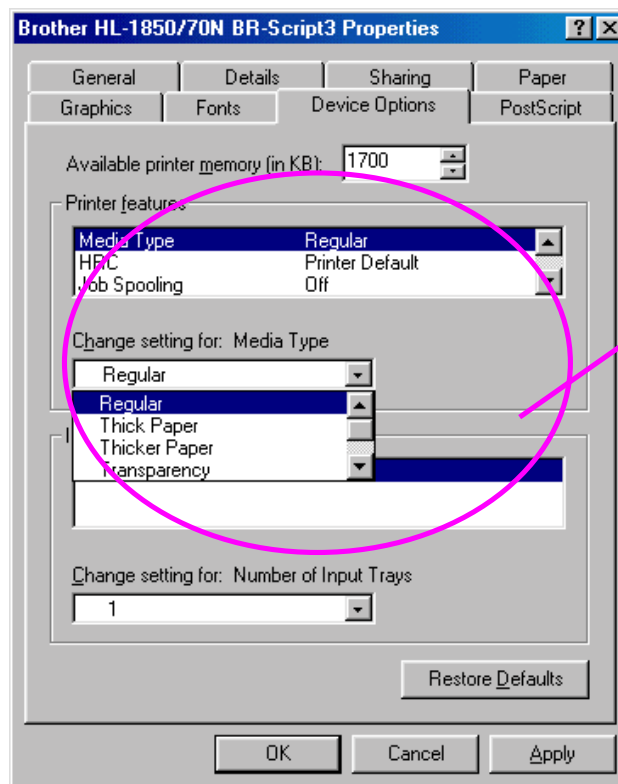 Brother HL-1850/70N BR-Script3 Properties
General Details Sharing Paper
Graphics Fonts Device Options PostScript
Available printer memory (in KB): 1700
Printer features
Media Type Regular
HRC Printer Default
Job Spooling Off
Change setting for: Media Type
Regular
Regular
Thick Paper
Thicker Paper
Transparency
Change setting for: Number of Input Trays
1
Restore Defaults
OK Cancel Apply